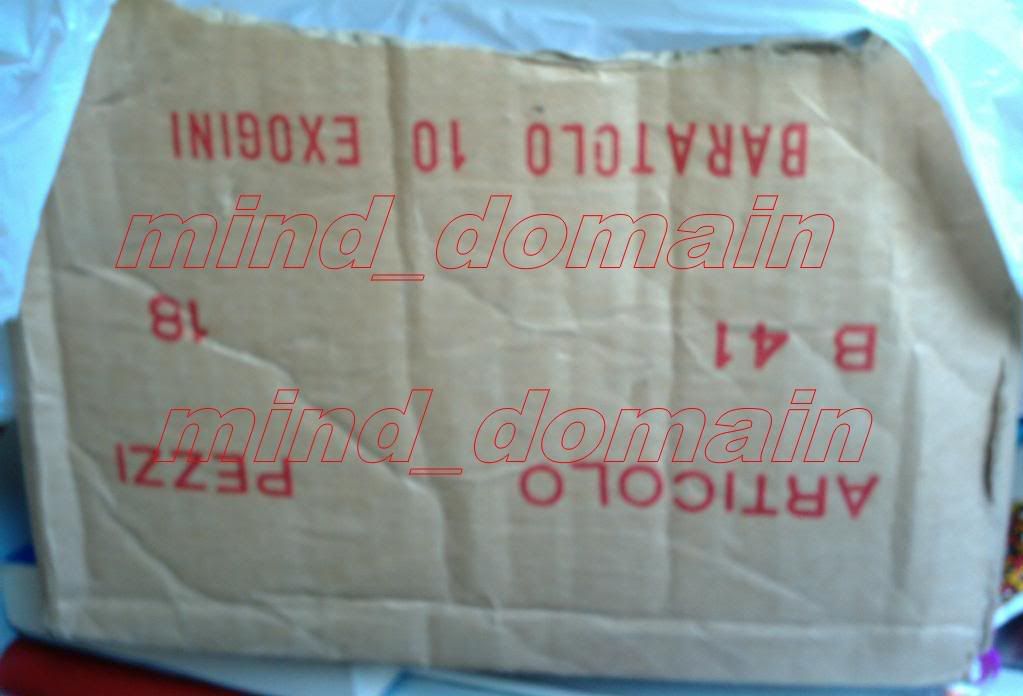 ARTICOLO PEZZI
B 41 18
BARATOLO 10 EXOGINI
mind_domain
mind_domain